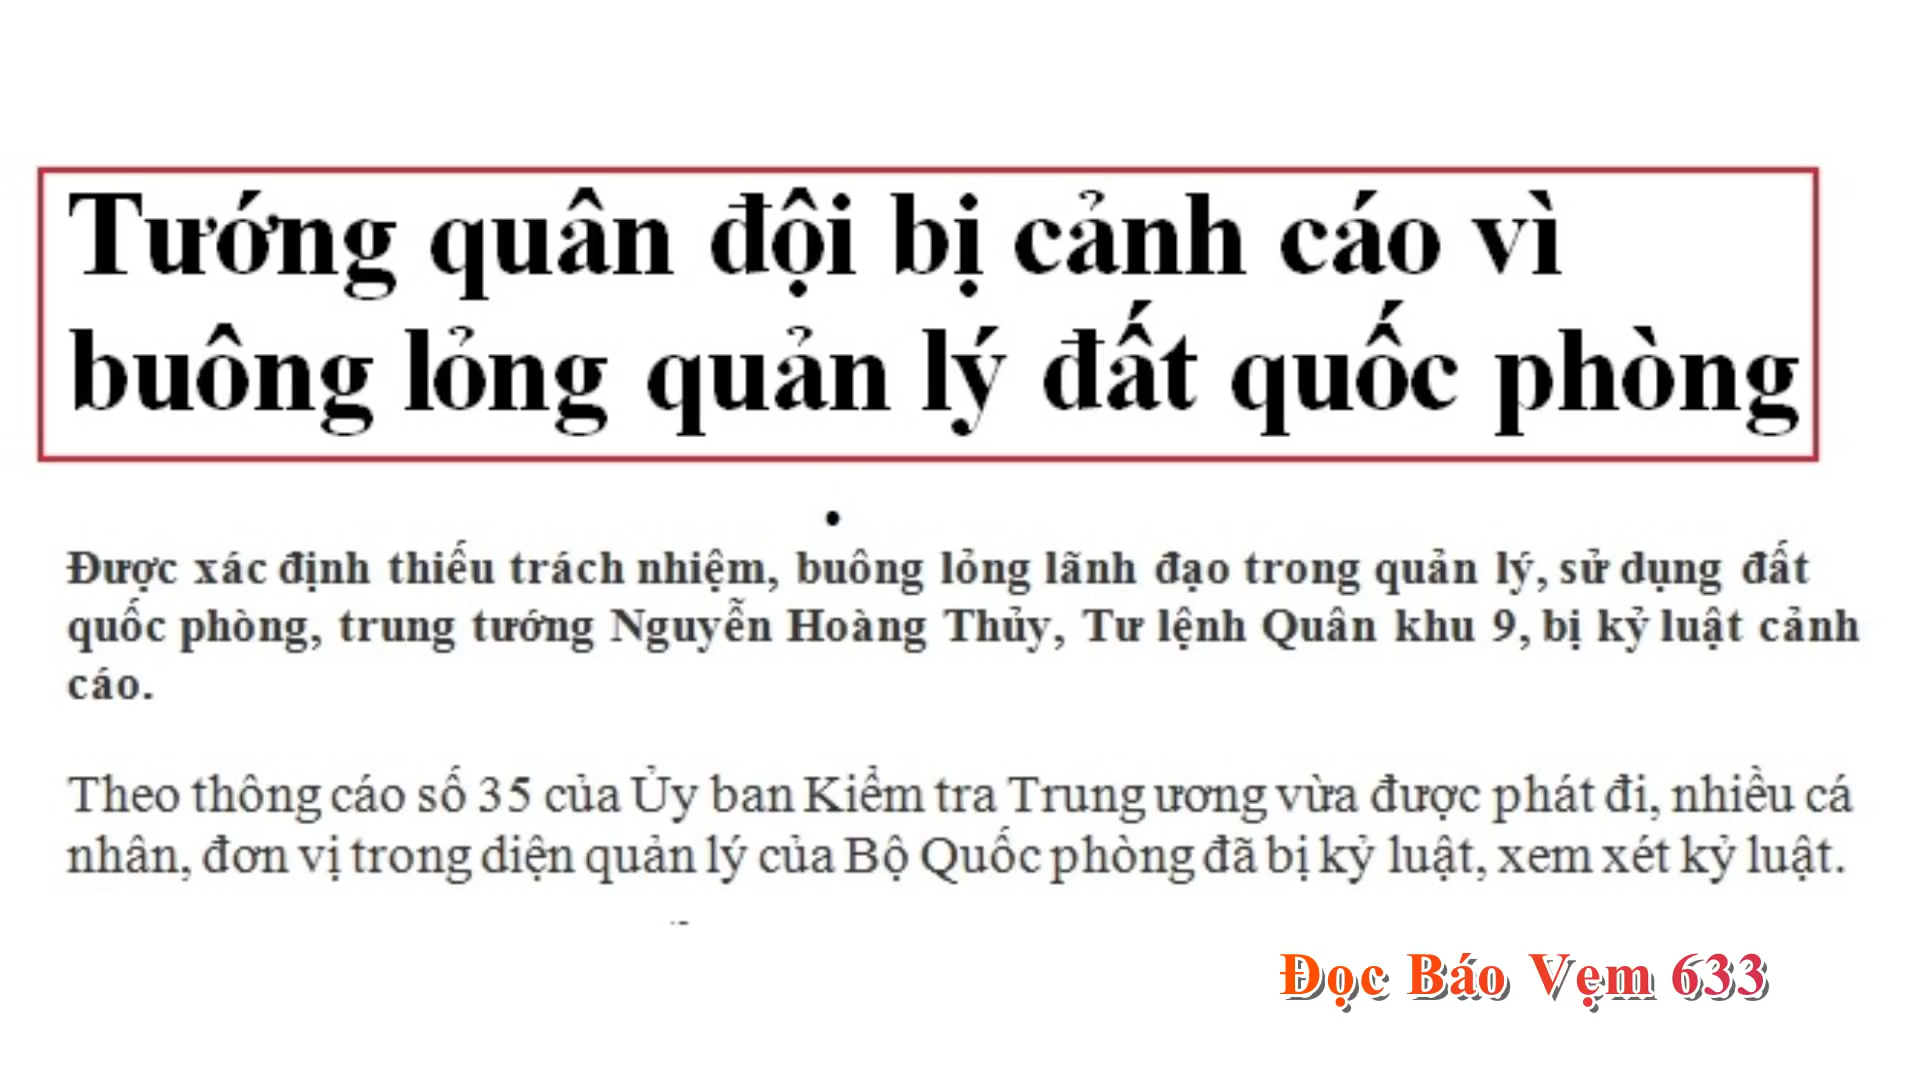 Tướng quân đội bị cảnh cáo vì
buông lỏng quản lý đất quốc phòng
Được xác định thiếu trách nhiệm, buông lỏng lãnh đạo trong quản lý, sử dụng đất
quốc phòng, trung tướng Nguyễn Hoàng Thủy, Tư lệnh Quân khu 9, bị kỷ luật cảnh
cáo.
Theo thông cáo số 35 của Ủy ban Kiểm tra Trung ương vừa được phát đi, nhiều cá
nhân, đơn vị trong diện quản lý của Bộ Quốc phòng đã bị kỷ luật, xem xét kỷ luật.
Đọc Báo Vẹm 633